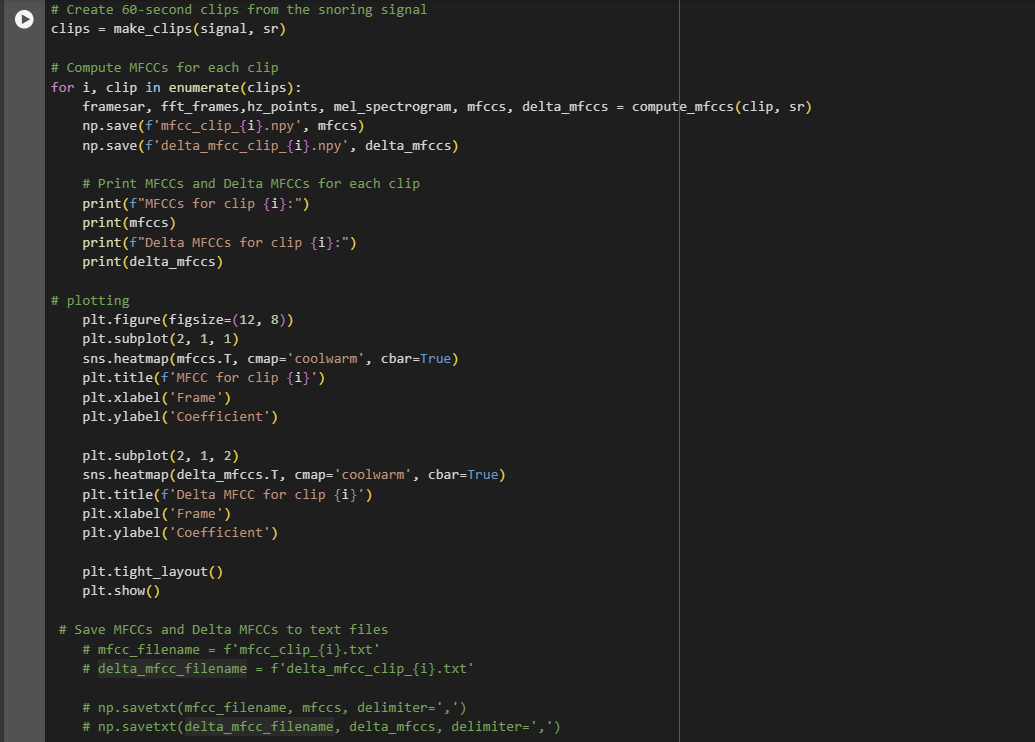 # Create 60-second clips from the snoring signal
clips = make_clips(signal, sr)
# Compute MFCCs for each clip
for i, clip in enumerate(clips):
    framesar, fft_frames,hz_points, mel_spectrogram, mfccs, delta_mfccs = compute_mfccs(clip, sr)
    np.save(f'mfcc_clip_{i}.npy', mfccs)
    np.save(f'delta_mfcc_clip_{i}.npy', delta_mfccs)
    # Print MFCCs and Delta MFCCs for each clip
    print(f"MFCCs for clip {i}:")
    print(mfccs)
    print(f"Delta MFCCs for clip {i}:")
    print(delta_mfccs)
# plotting
    plt.figure(figsize=(12, 8))
    plt.subplot(2, 1, 1)
    sns.heatmap(mfccs.T, cmap='coolwarm', cbar=True)
    plt.title(f'MFCC for clip {i}')
    plt.xlabel('Frame')
    plt.ylabel('Coefficient')
    plt.subplot(2, 1, 2)
    sns.heatmap(delta_mfccs.T, cmap='coolwarm', cbar=True)
    plt.title(f'Delta MFCC for clip {i}')
    plt.xlabel('Frame')
    plt.ylabel('Coefficient')
    plt.tight_layout()
    plt.show()
 # Save MFCCs and Delta MFCCs to text files
    # mfcc_filename = f'mfcc_clip_{i}.txt'
    # delta_mfcc_filename = f'delta_mfcc_clip_{i}.txt'
    # np.savetxt(mfcc_filename, mfccs, delimiter=',')
    # np.savetxt(delta_mfcc_filename, delta_mfccs, delimiter=',')